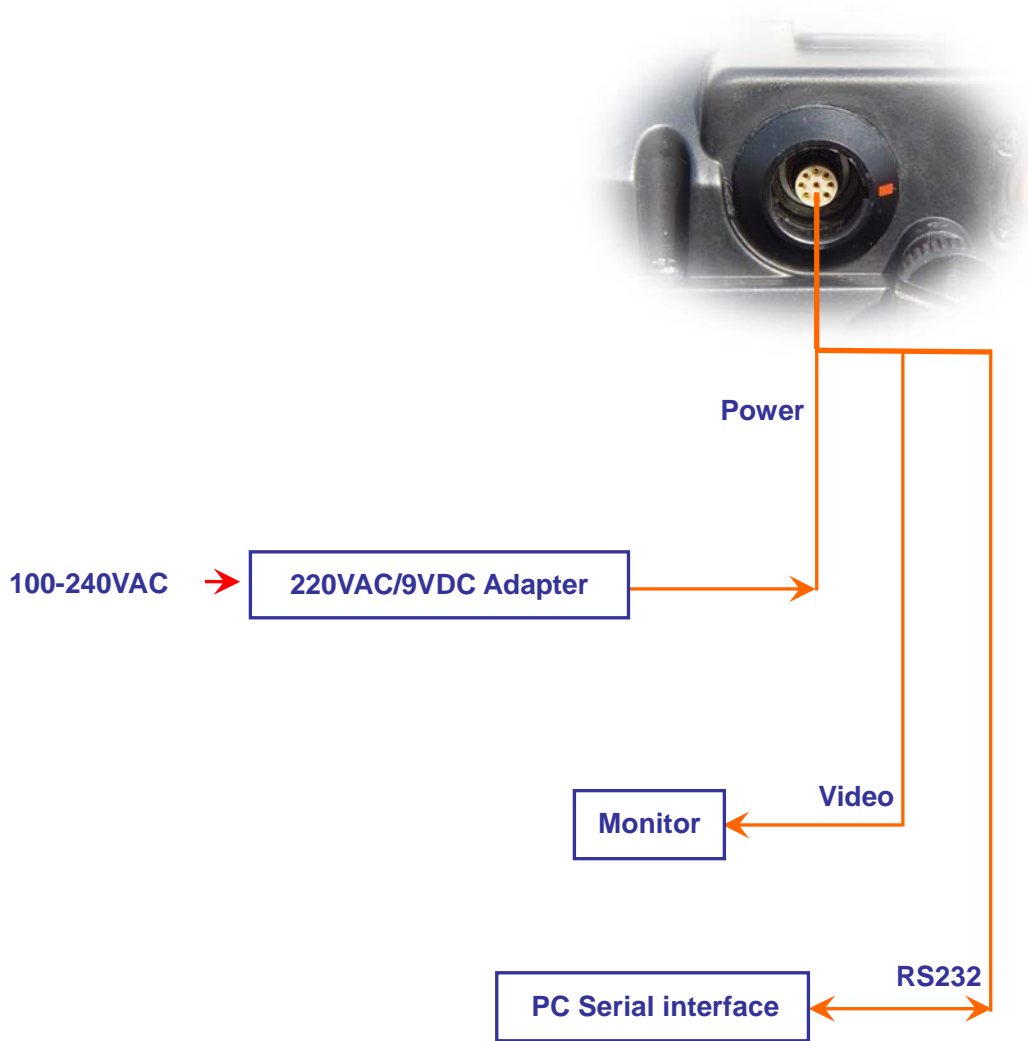 Power
100-240VAC
220VAC/9VDC Adapter
Video
Monitor
RS232
PC Serial interface